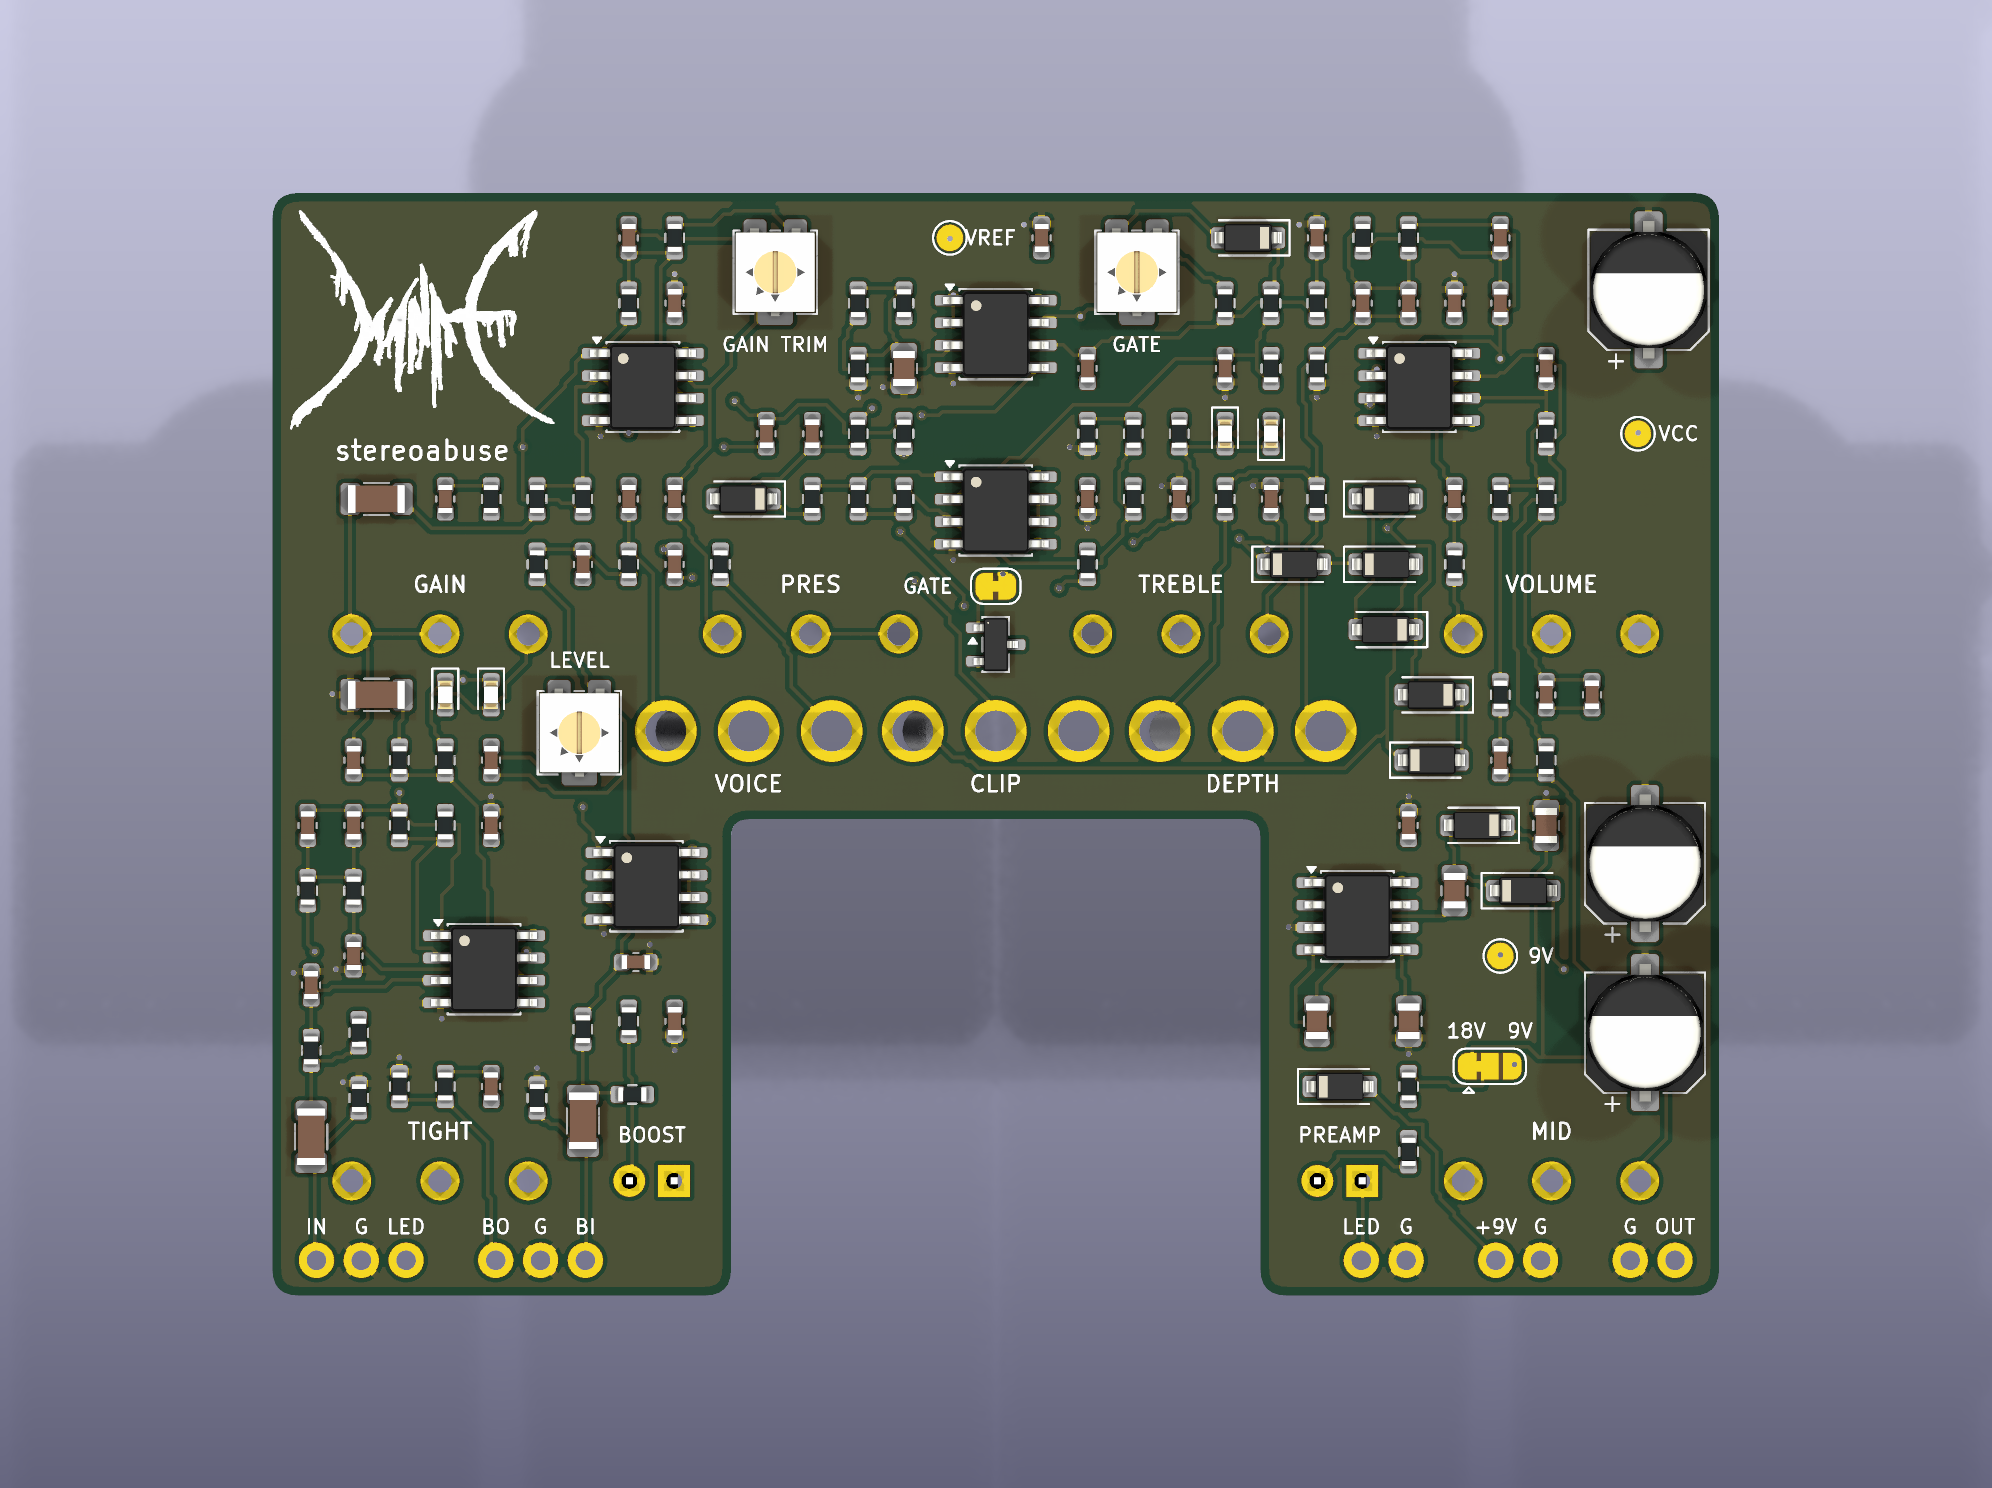 VREF
GAIN TRIM
GATE
+
VCC
stereoabuse
GAIN
PRES
GATE
TREBLE
VOLUME
LEVEL
VOICE
CLIP
DEPTH
+
9V
18V 9V
+
TIGHT
BOOST
PREAMP
MID
IN G LED BO G BI
LED G +9V G G OUT